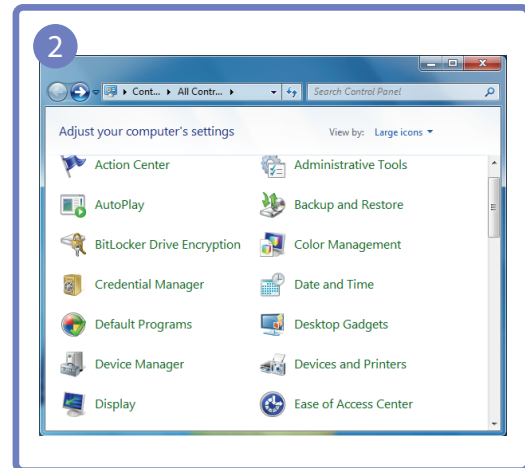 2
Cont... All Contr... Search Control Panel
Adjust your computer's settings View by: Large icons
Action Center Administrative Tools
AutoPlay Backup and Restore
BitLocker Drive Encryption Color Management
Credential Manager Date and Time
Default Programs Desktop Gadgets
Device Manager Devices and Printers
Display Ease of Access Center